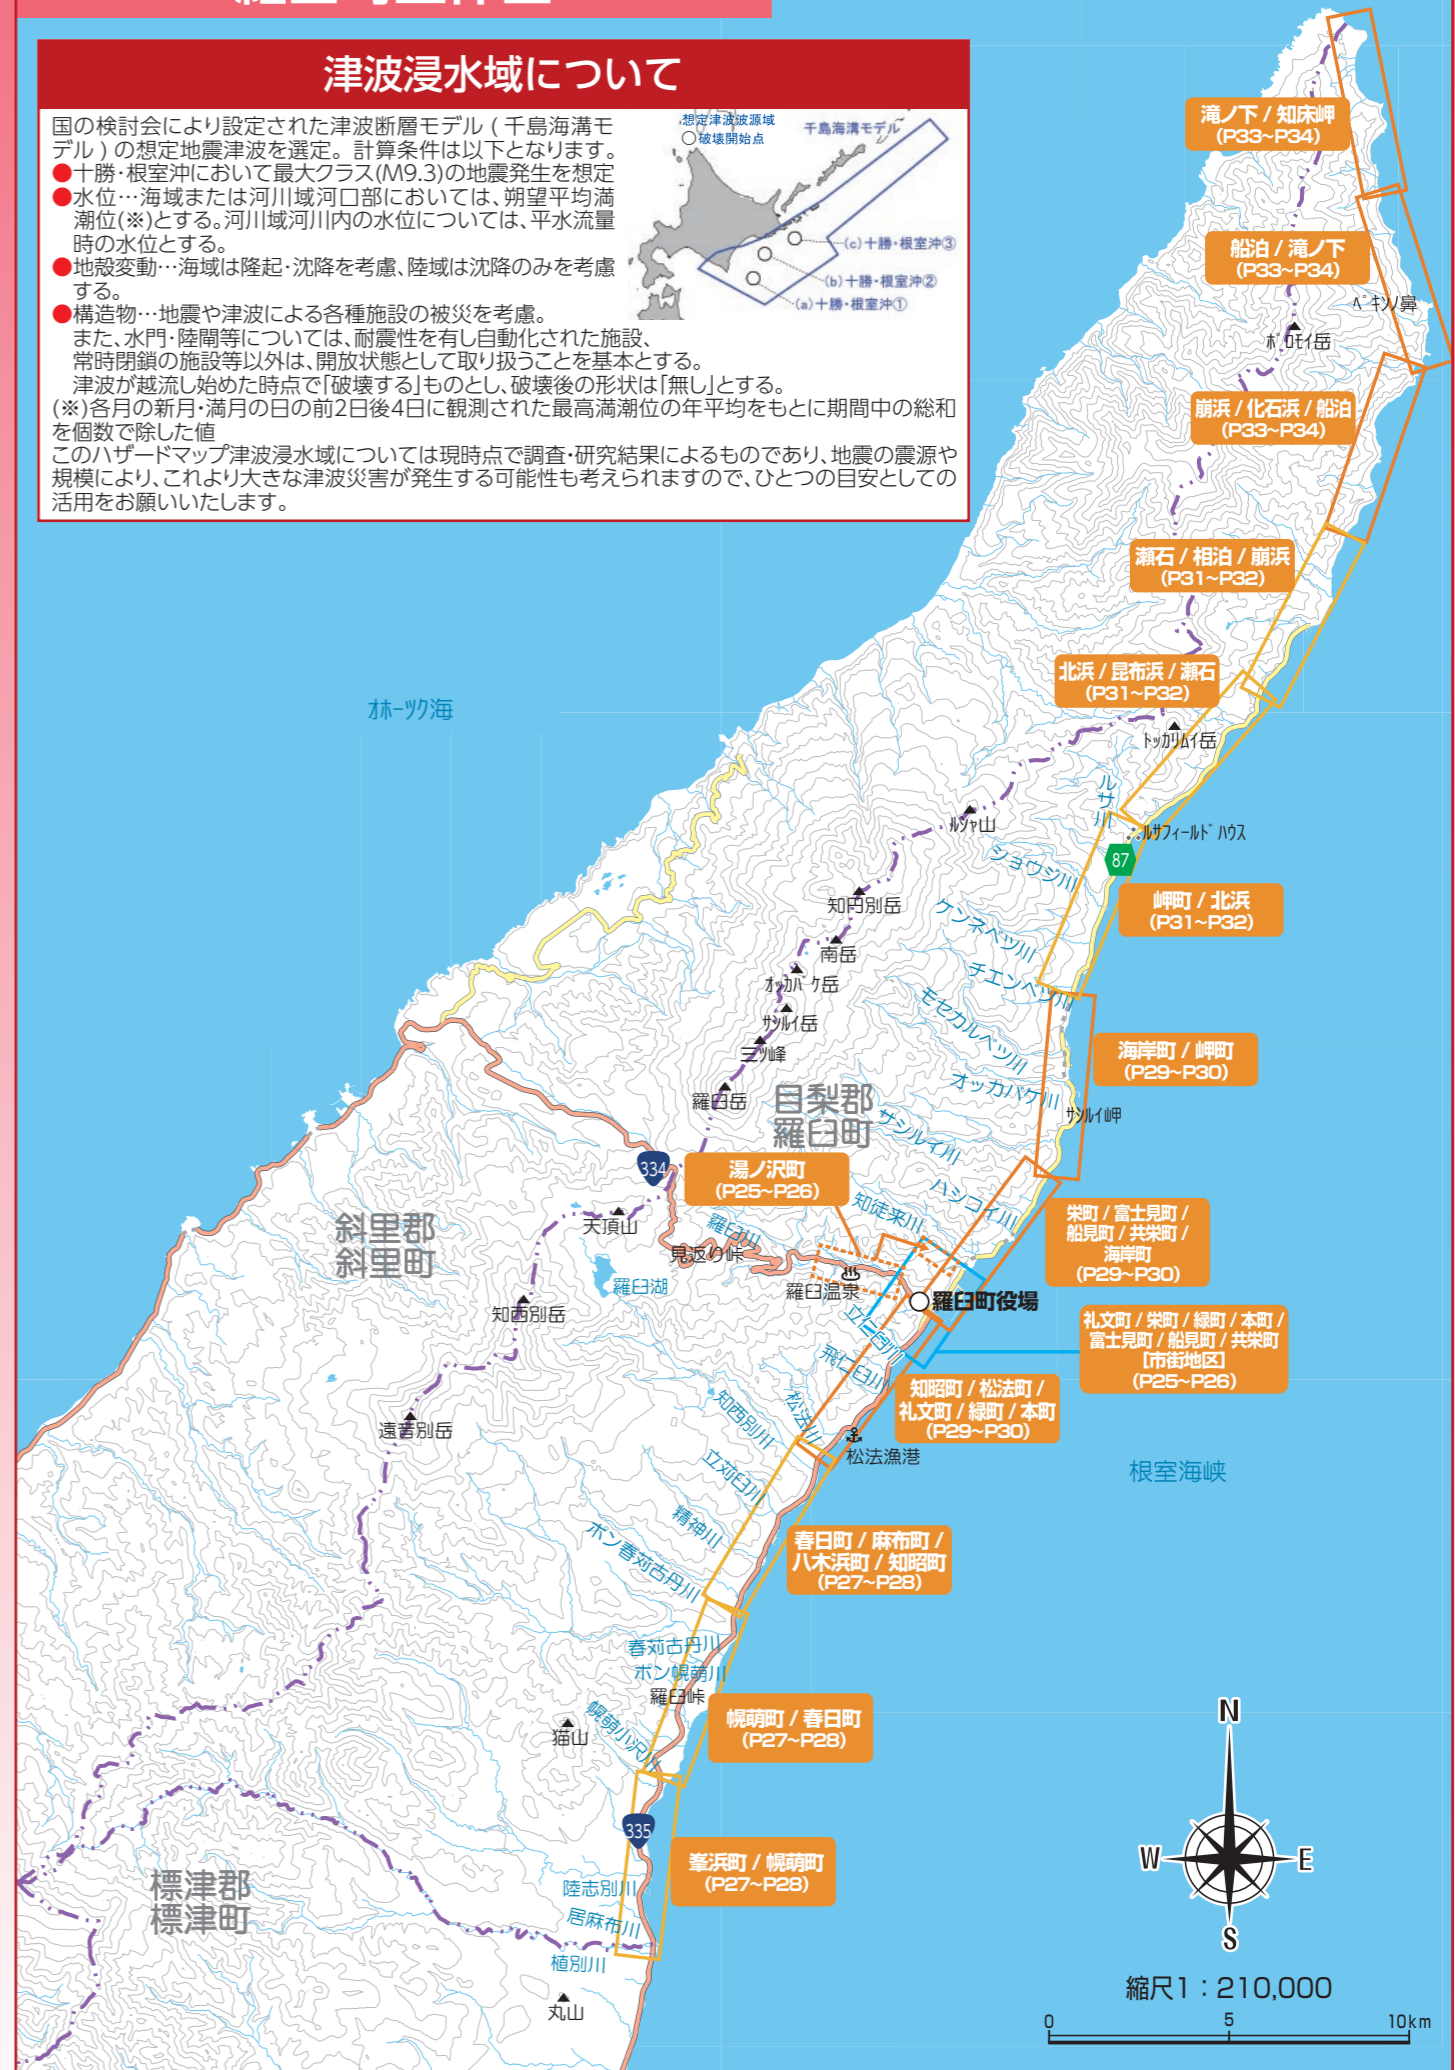 津波浸水域について
国の検討会により設定された津波断層モデル ( 千島海溝モ
デル ) の想定地震津波を選定。計算条件は以下となります。
●十勝・根室沖において最大クラス(M9.3)の地震発生を想定
●水位…海域または河川域河口部においては、朔望平均満
潮位(※)とする。河川域河川内の水位については、平水流量
時の水位とする。
●地殻変動…海域は隆起・沈降を考慮、陸域は沈降のみを考慮
する。
●構造物…地震や津波による各種施設の被災を考慮。
また、水門・陸閘等については、耐震性を有し自動化された施設、
常時閉鎖の施設等以外は、開放状態として取り扱うことを基本とする。
津波が越流し始めた時点で「破壊する」ものとし、破壊後の形状は「無し」とする。
(※)各月の新月・満月の日の前2日後4日に観測された最高満潮位の年平均をもとに期間中の総和
を個数で除した値
このハザードマップ津波浸水域については現時点で調査・研究結果によるものであり、地震の震源や
規模により、これより大きな津波災害が発生する可能性も考えられますので、ひとつの目安としての
活用をお願いいたします。
想定津波波源域
○破壊開始点
千島海溝モデル
(c)十勝・根室沖③
(b)十勝・根室沖②
(a)十勝・根室沖①
滝ノ下 / 知床岬
(P33~P34)
船泊 / 滝ノ下
(P33~P34)
ペキンノ鼻
ポロモイ岳
崩浜 / 化石浜 / 船泊
(P33~P34)
瀬石 / 相泊 / 崩浜
(P31~P32)
北浜 / 昆布浜 / 瀬石
(P31~P32)
オホーツク海
トッカリムイ岳
ルサ川
ルシャ山
ルサフィールドハウス
87
ショウジ川
岬町 / 北浜
(P31~P32)
知円別岳
ケンネベツ川
南岳
チエンベツ川
オッカバケ岳
モセカルベツ川
サシルイ岳
三ツ峰
海岸町 / 岬町
(P29~P30)
オッカバケ川
羅臼岳
目梨郡
羅臼町
サシルイ岬
サシルイ川
334
湯ノ沢町
(P25~P26)
ハシコイ川
知徒来川
斜里郡
斜里町
天頂山
羅臼川
見返り峠
栄町 / 富士見町 /
船見町 / 共栄町 /
海岸町
(P29~P30)
羅臼湖
羅臼温泉
羅臼町役場
知西別岳
立仁臼川
礼文町 / 栄町 / 緑町 / 本町 /
富士見町 / 船見町 / 共栄町
[市街地区]
(P25~P26)
飛仁臼川
知昭町 / 松法町 /
礼文町 / 緑町 / 本町
(P29~P30)
遠音別岳
知西別川
松法川
松法漁港
根室海峡
立苅臼川
精神川
ポン春苅古丹川
春日町 / 麻布町 /
八木浜町 / 知昭町
(P27~P28)
春苅古丹川
ポン幌萌川
羅臼峠
幌萌小沢川
猫山
幌萌町 / 春日町
(P27~P28)
335
峯浜町 / 幌萌町
(P27~P28)
標津郡
標津町
陸志別川
居麻布川
植別川
丸山
N
W
E
S
縮尺1：210,000
0
5
10km